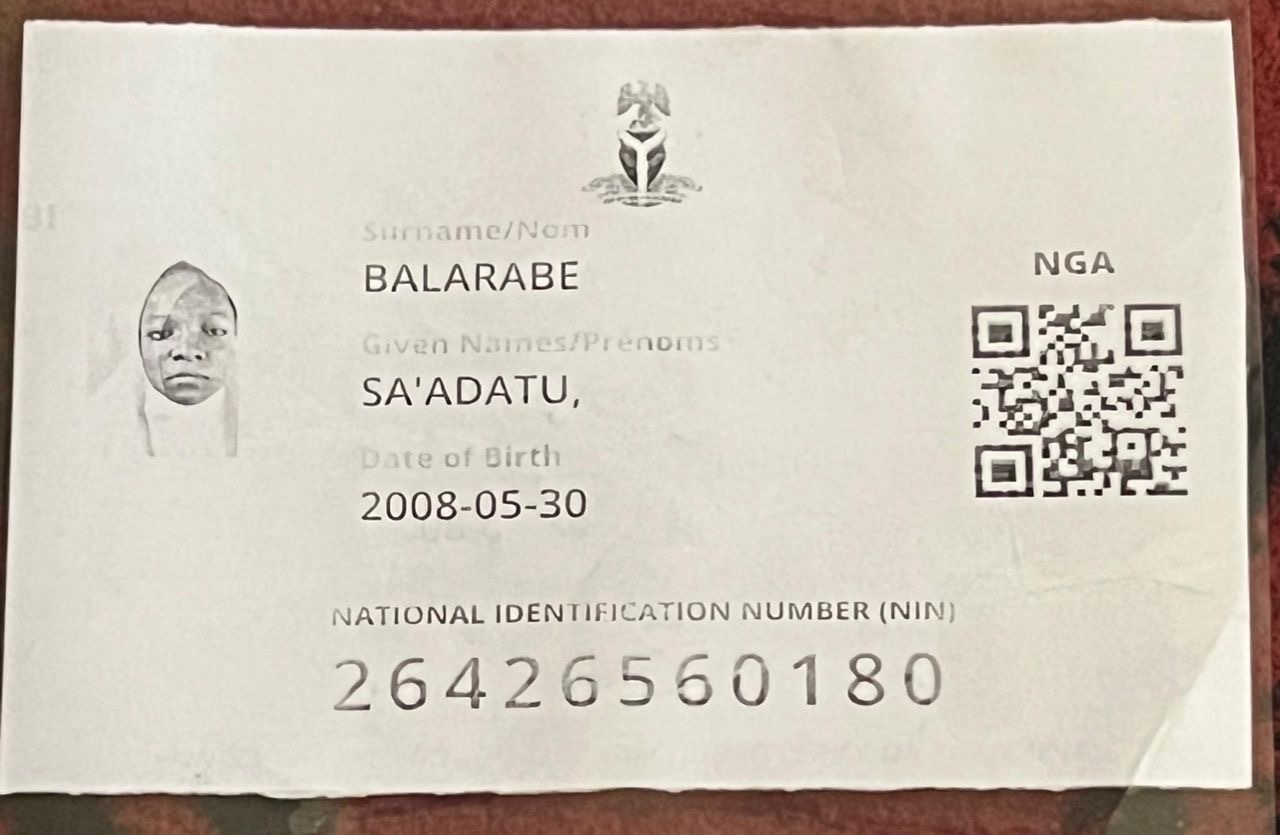 Surname/Nom
BALARABE
NGA
Given Names/Prénoms
SA'ADATU,
Date of Birth
2008-05-30
NATIONAL IDENTIFICATION NUMBER (NIN)
26426560180